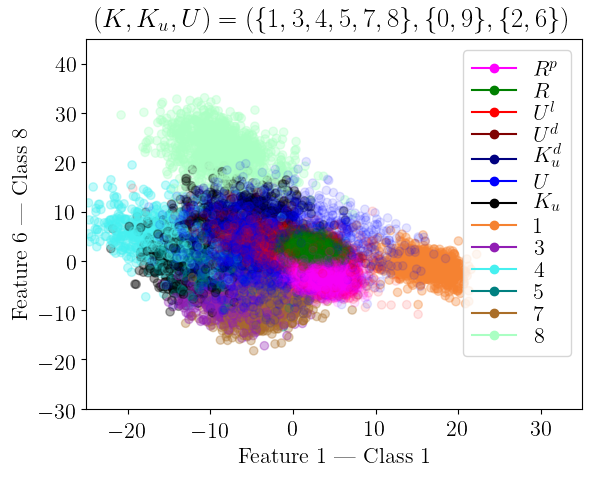 (K, K_u, U) = ({1, 3, 4, 5, 7, 8}, {0, 9}, {2, 6})
40
30
20
10
0
−10
−20
−30
Feature 6 — Class 8
R^p
R
U^l
U^d
K_u^d
U
K_u
1
3
4
5
7
8
−20 −10 0 10 20 30
Feature 1 — Class 1